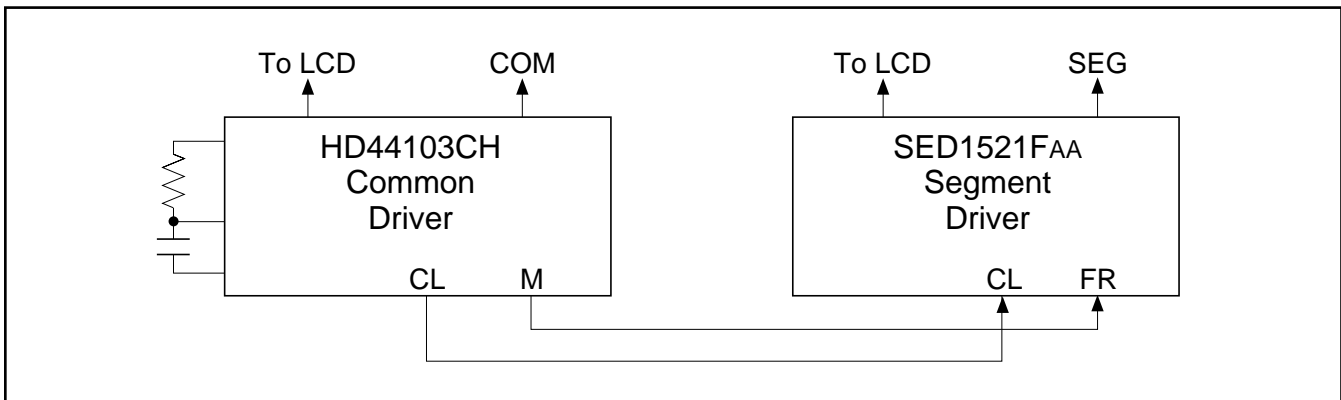 To LCD COM
HD44103CH
Common
Driver
CL M
To LCD SEG
SED1521FAA
Segment
Driver
CL FR